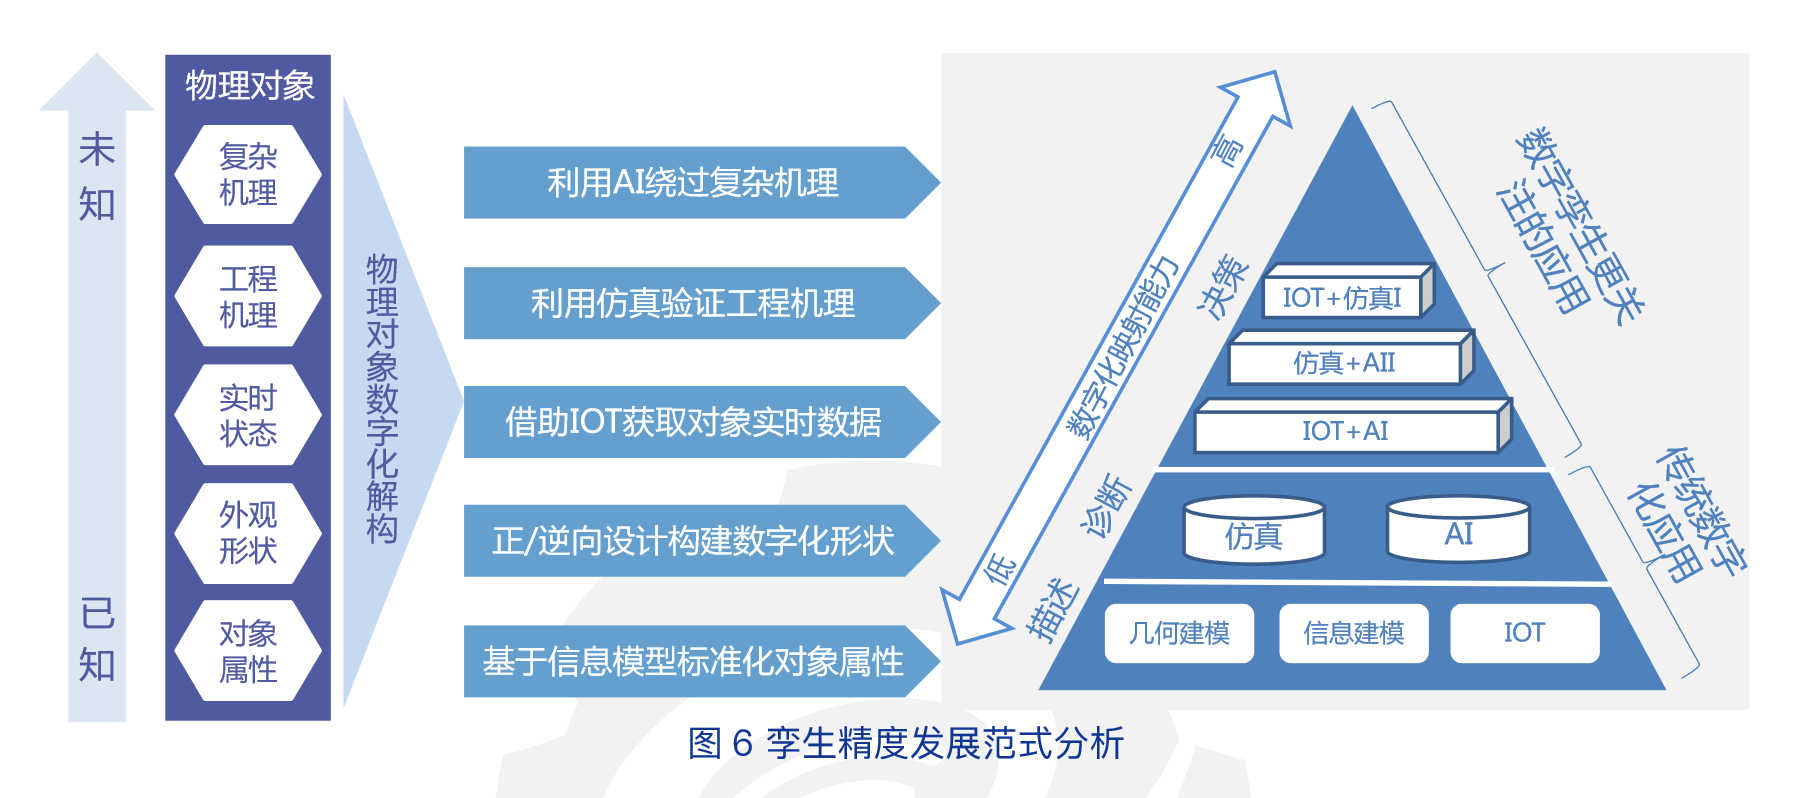 未知
已知
物理对象
复杂
机理
工程
机理
实时
状态
外观
形状
对象
属性
物理对象数字化解构
利用AI绕过复杂机理
利用仿真验证工程机理
借助IOT获取对象实时数据
正/逆向设计构建数字化形状
基于信息模型标准化对象属性
高
数字化映射能力
低
决策
诊断
描述
IOT+仿真I
仿真+AII
IOT+AI
仿真
AI
几何建模
信息建模
IOT
数字孪生更关
注的应用
传统数字
化应用
图 6 孪生精度发展范式分析